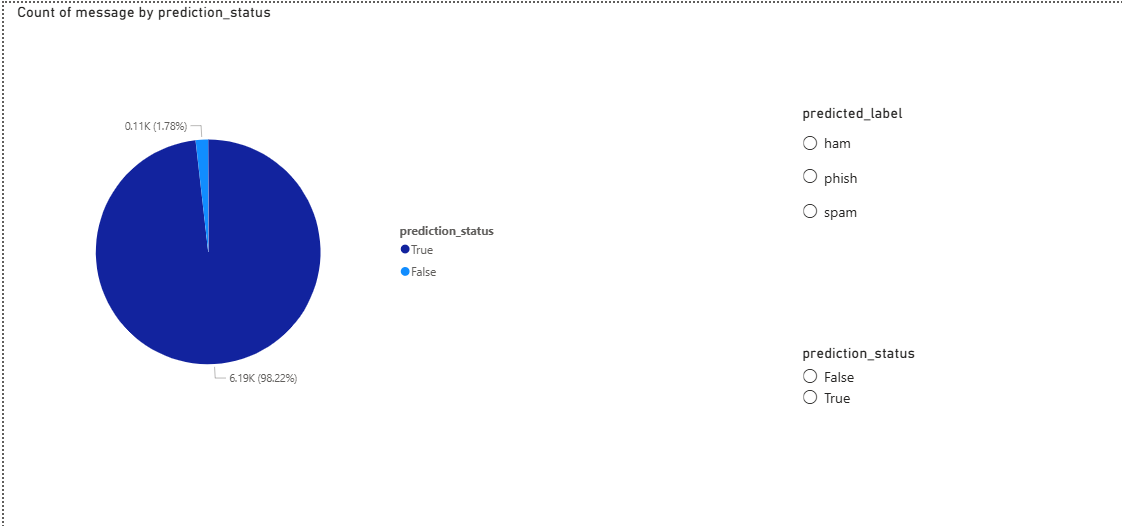 Count of message by prediction_status
0.11K (1.78%)
6.19K (98.22%)
prediction_status
True
False
predicted_label
ham
phish
spam
prediction_status
False
True